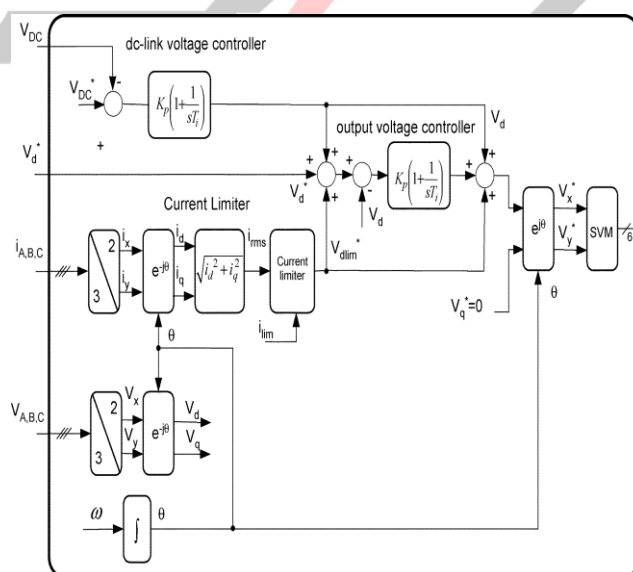 V_DC
dc-link voltage controller
-
V_DC*
K_p(1+1/sT_i)
+
output voltage controller
V_d
+
+
V_d*
+
+
+
V_d*
-
K_p(1+1/sT_i)
+
+
V_d
Current Limiter
V_dlim*
i_A,B,C
2
3
i_x
i_y
e^-jθ
i_d
i_q
√i_d^2+i_q^2
i_rms
Current
limiter
i_lim
θ
e^jθ
V_x*
V_y*
SVM
6
V_q*=0
θ
V_A,B,C
2
3
V_x
V_y
e^-jθ
V_d
V_q
ω
∫
θ